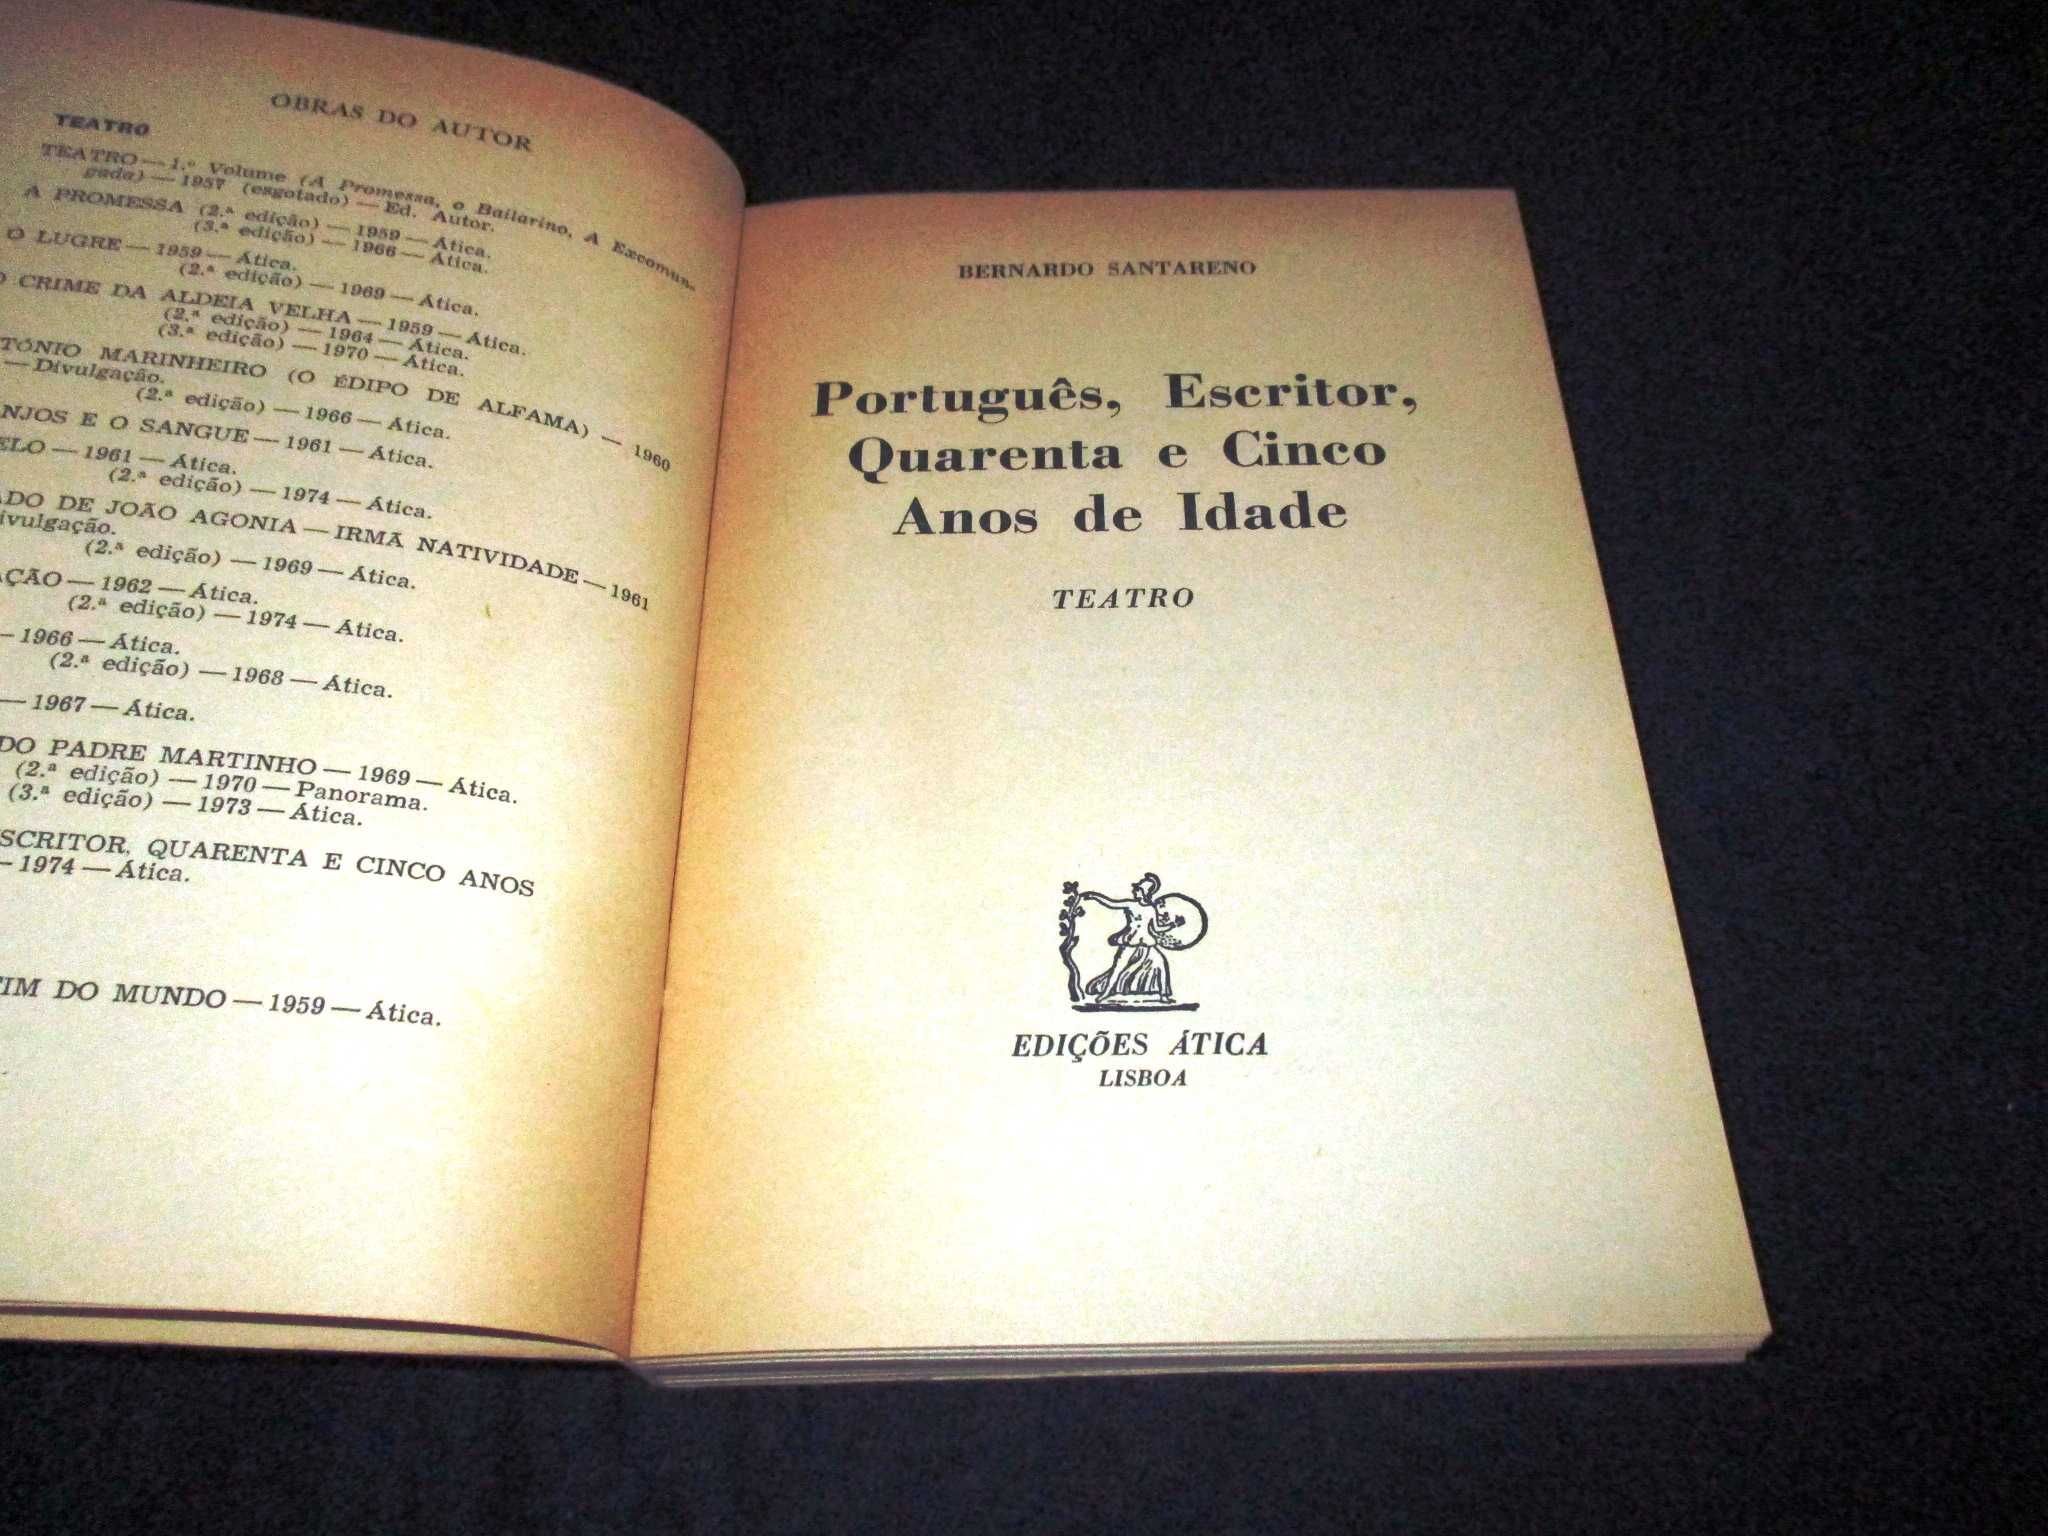 OBRAS DO AUTOR
TEATRO
TEATRO — 1.º Volume (A Promessa, o Bailarino, A Excomun-
gada) — 1957 (esgotado) — Ed. Autor.
A PROMESSA (2.ª edição) — 1959 — Ática.
(3.ª edição) — 1966 — Ática.
O LUGRE — 1959 — Ática.
(2.ª edição) — 1969 — Ática.
O CRIME DA ALDEIA VELHA — 1959 — Ática.
(2.ª edição) — 1964 — Ática.
(3.ª edição) — 1970 — Ática.
TÓNIO MARINHEIRO (O ÉDIPO DE ALFAMA) — 1960
— Divulgação.
(2.ª edição) — 1966 — Ática.
NJOS E O SANGUE — 1961 — Ática.
ELO — 1961 — Ática.
(2.ª edição) — 1974 — Ática.
ADO DE JOÃO AGONIA — IRMÃ NATIVIDADE — 1961
ivulgação.
(2.ª edição) — 1969 — Ática.
AÇÃO — 1962 — Ática.
(2.ª edição) — 1974 — Ática.
— 1966 — Ática.
(2.ª edição) — 1968 — Ática.
— 1967 — Ática.
DO PADRE MARTINHO — 1969 — Ática.
(2.ª edição) — 1970 — Panorama.
(3.ª edição) — 1973 — Ática.
SCRITOR, QUARENTA E CINCO ANOS
— 1974 — Ática.
FIM DO MUNDO — 1959 — Ática.
BERNARDO SANTARENO
Português, Escritor,
Quarenta e Cinco
Anos de Idade
TEATRO
EDIÇÕES ÁTICA
LISBOA